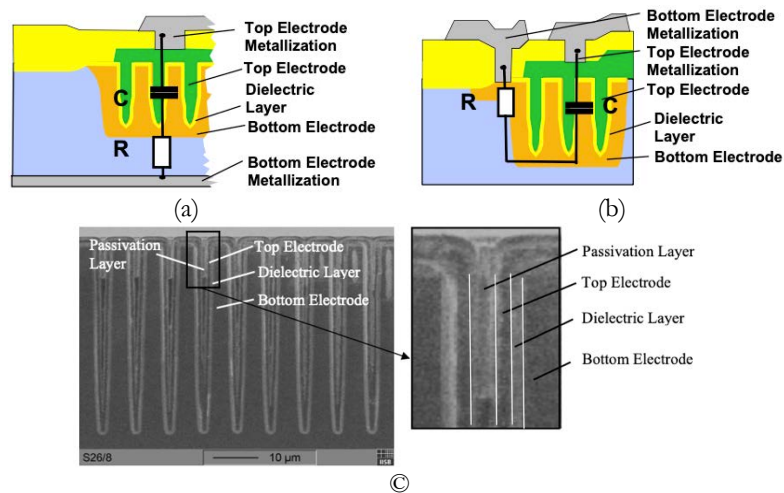 Top Electrode
Metallization
Top Electrode
Dielectric
Layer
Bottom Electrode
Bottom Electrode
Metallization
C
R
(a)
Bottom Electrode
Metallization
Top Electrode
Metallization
Top Electrode
Dielectric
Layer
Bottom Electrode
R
C
(b)
Passivation
Layer
Top Electrode
Dielectric Layer
Bottom Electrode
S26/8
10 µm
IISB
Passivation Layer
Top Electrode
Dielectric Layer
Bottom Electrode
©